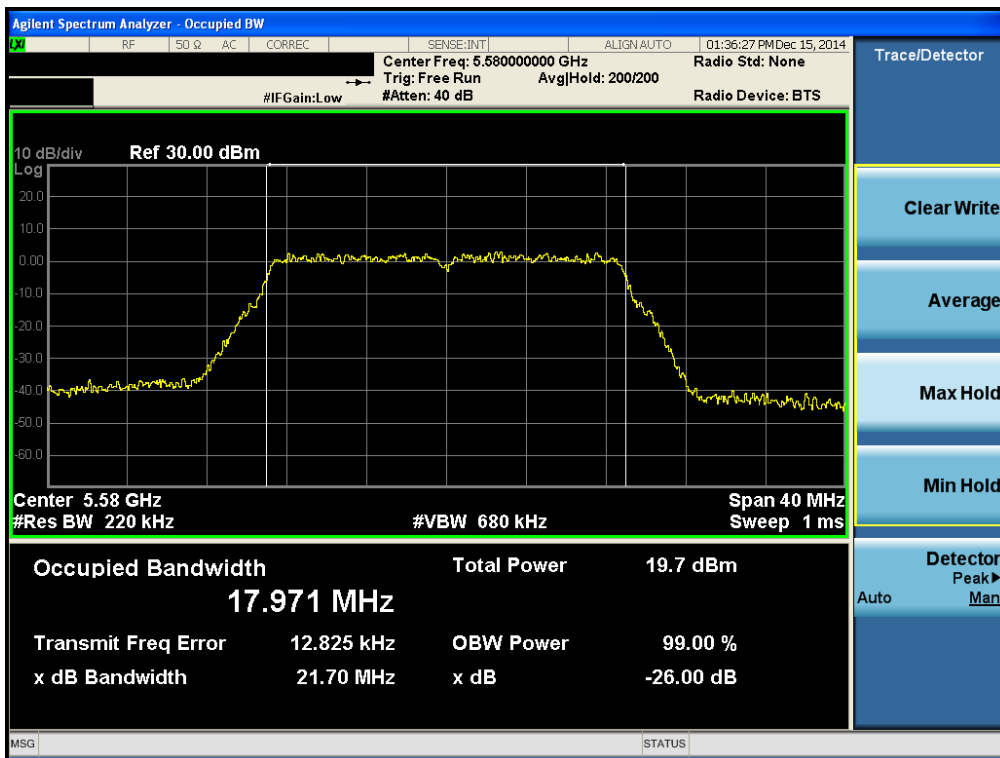 Agilent Spectrum Analyzer - Occupied BW
LXI RF 50 Ω AC CORREC SENSE:INT ALIGN AUTO 01:36:27 PM Dec 15, 2014
Center Freq: 5.580000000 GHz Radio Std: None
Trig: Free Run Avg|Hold: 200/200
#IFGain:Low #Atten: 40 dB Radio Device: BTS
10 dB/div Ref 30.00 dBm
Log
20.0
10.0
0.00
-10.0
-20.0
-30.0
-40.0
-50.0
-60.0
Center 5.58 GHz Span 40 MHz
#Res BW 220 kHz #VBW 680 kHz Sweep 1 ms
Occupied Bandwidth Total Power 19.7 dBm
17.971 MHz
Transmit Freq Error 12.825 kHz OBW Power 99.00 %
x dB Bandwidth 21.70 MHz x dB -26.00 dB
MSG STATUS
Trace/Detector
Clear Write
Average
Max Hold
Min Hold
Detector
Peak▶
Auto Man